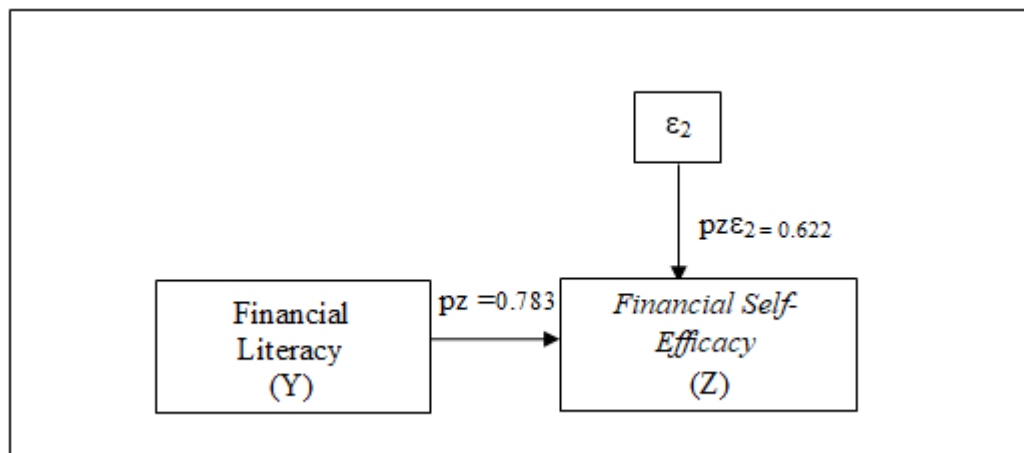 ε₂
pzε₂ = 0.622
pz =0.783
Financial
Literacy
(Y)
Financial Self-
Efficacy
(Z)